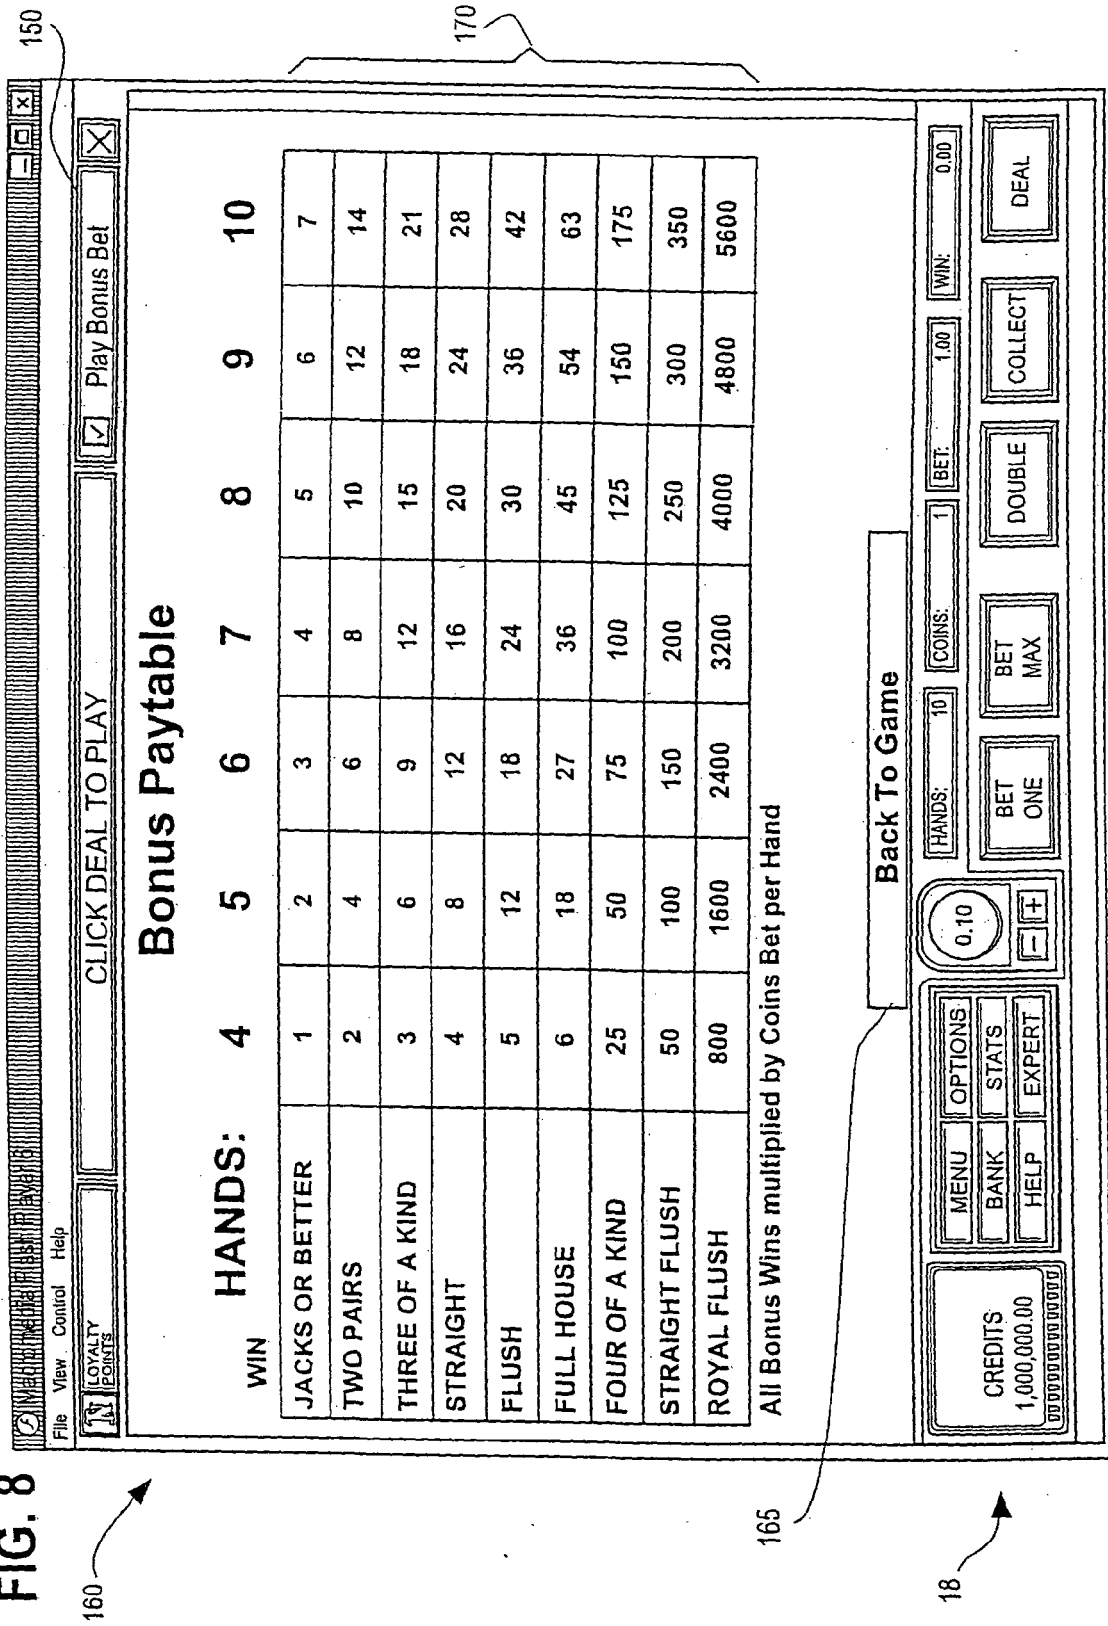 FIG. 8
160
150
Macromedia Flash Player 6
File View Control Help
LOYALTY POINTS
CLICK DEAL TO PLAY
Play Bonus Bet
Bonus Paytable
HANDS: 4 5 6 7 8 9 10
WIN
JACKS OR BETTER 1 2 3 4 5 6 7
TWO PAIRS 2 4 6 8 10 12 14
THREE OF A KIND 3 6 9 12 15 18 21
STRAIGHT 4 8 12 16 20 24 28
FLUSH 5 12 18 24 30 36 42
FULL HOUSE 6 18 27 36 45 54 63
FOUR OF A KIND 25 50 75 100 125 150 175
STRAIGHT FLUSH 50 100 150 200 250 300 350
ROYAL FLUSH 800 1600 2400 3200 4000 4800 5600
170
All Bonus Wins multiplied by Coins Bet per Hand
165
Back To Game
18
CREDITS
1,000,000.00
MENU OPTIONS
BANK STATS
HELP EXPERT
0.10
- +
HANDS: 10 COINS: 1 BET: 1.00 WIN: 0.00
BET ONE
BET MAX
DOUBLE
COLLECT
DEAL